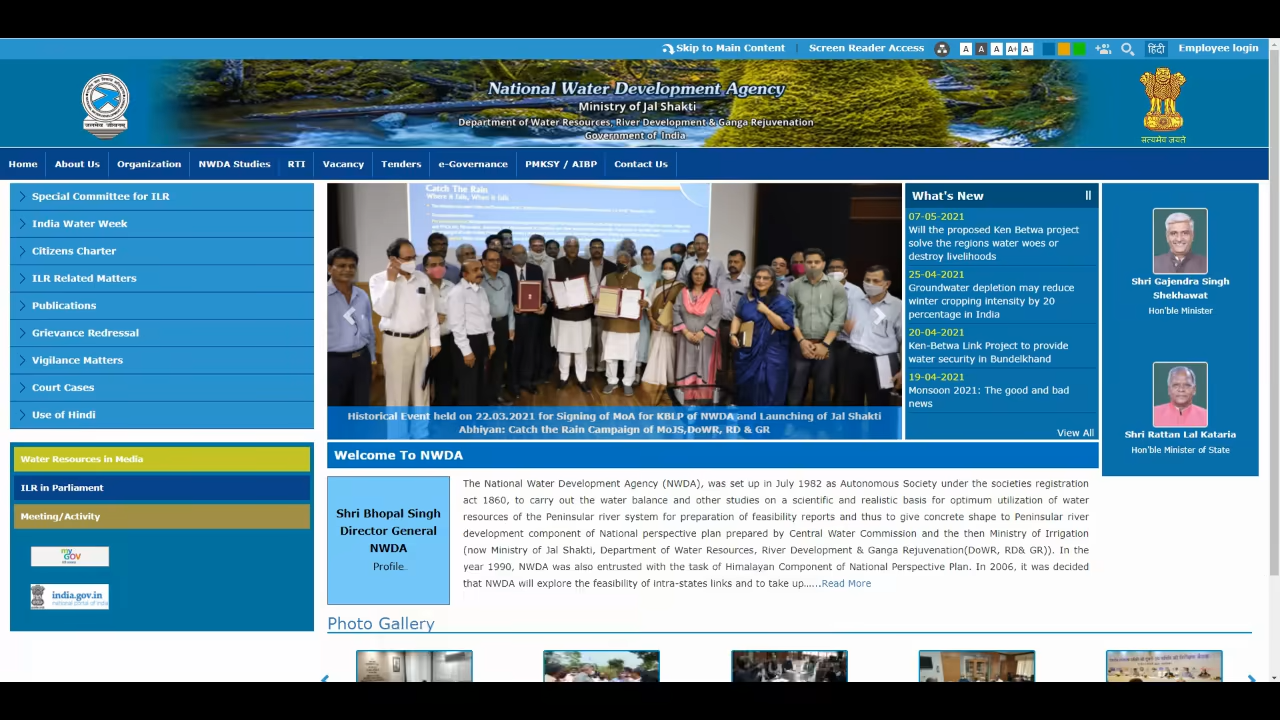 Skip to Main Content
Screen Reader Access
A A A A+ A-
हिंदी
Employee login
National Water Development Agency
Ministry of Jal Shakti
Department of Water Resources, River Development & Ganga Rejuvenation
Government of India
सत्यमेव जयते
Home About Us Organization NWDA Studies RTI Vacancy Tenders e-Governance PMKSY / AIBP Contact Us
Special Committee for ILR
India Water Week
Citizens Charter
ILR Related Matters
Publications
Grievance Redressal
Vigilance Matters
Court Cases
Use of Hindi
Water Resources in Media
ILR in Parliament
Meeting/Activity
my
GOV
india.gov.in
national portal of india
Catch The Rain
Where it Falls, When it falls
Historical Event held on 22.03.2021 for Signing of MoA for KBLP of NWDA and Launching of Jal Shakti
Abhiyan: Catch the Rain Campaign of MoJS,DoWR, RD & GR
What's New
07-05-2021
Will the proposed Ken Betwa project
solve the regions water woes or
destroy livelihoods
25-04-2021
Groundwater depletion may reduce
winter cropping intensity by 20
percentage in India
20-04-2021
Ken-Betwa Link Project to provide
water security in Bundelkhand
19-04-2021
Monsoon 2021: The good and bad
news
View All
Shri Gajendra Singh
Shekhawat
Hon'ble Minister
Shri Rattan Lal Kataria
Hon'ble Minister of State
Welcome To NWDA
Shri Bhopal Singh
Director General
NWDA
Profile..
The National Water Development Agency (NWDA), was set up in July 1982 as Autonomous Society under the societies registration
act 1860, to carry out the water balance and other studies on a scientific and realistic basis for optimum utilization of water
resources of the Peninsular river system for preparation of feasibility reports and thus to give concrete shape to Peninsular river
development component of National perspective plan prepared by Central Water Commission and the then Ministry of Irrigation
(now Ministry of Jal Shakti, Department of Water Resources, River Development & Ganga Rejuvenation(DoWR, RD& GR)). In the
year 1990, NWDA was also entrusted with the task of Himalayan Component of National Perspective Plan. In 2006, it was decided
that NWDA will explore the feasibility of intra-states links and to take up......Read More
Photo Gallery